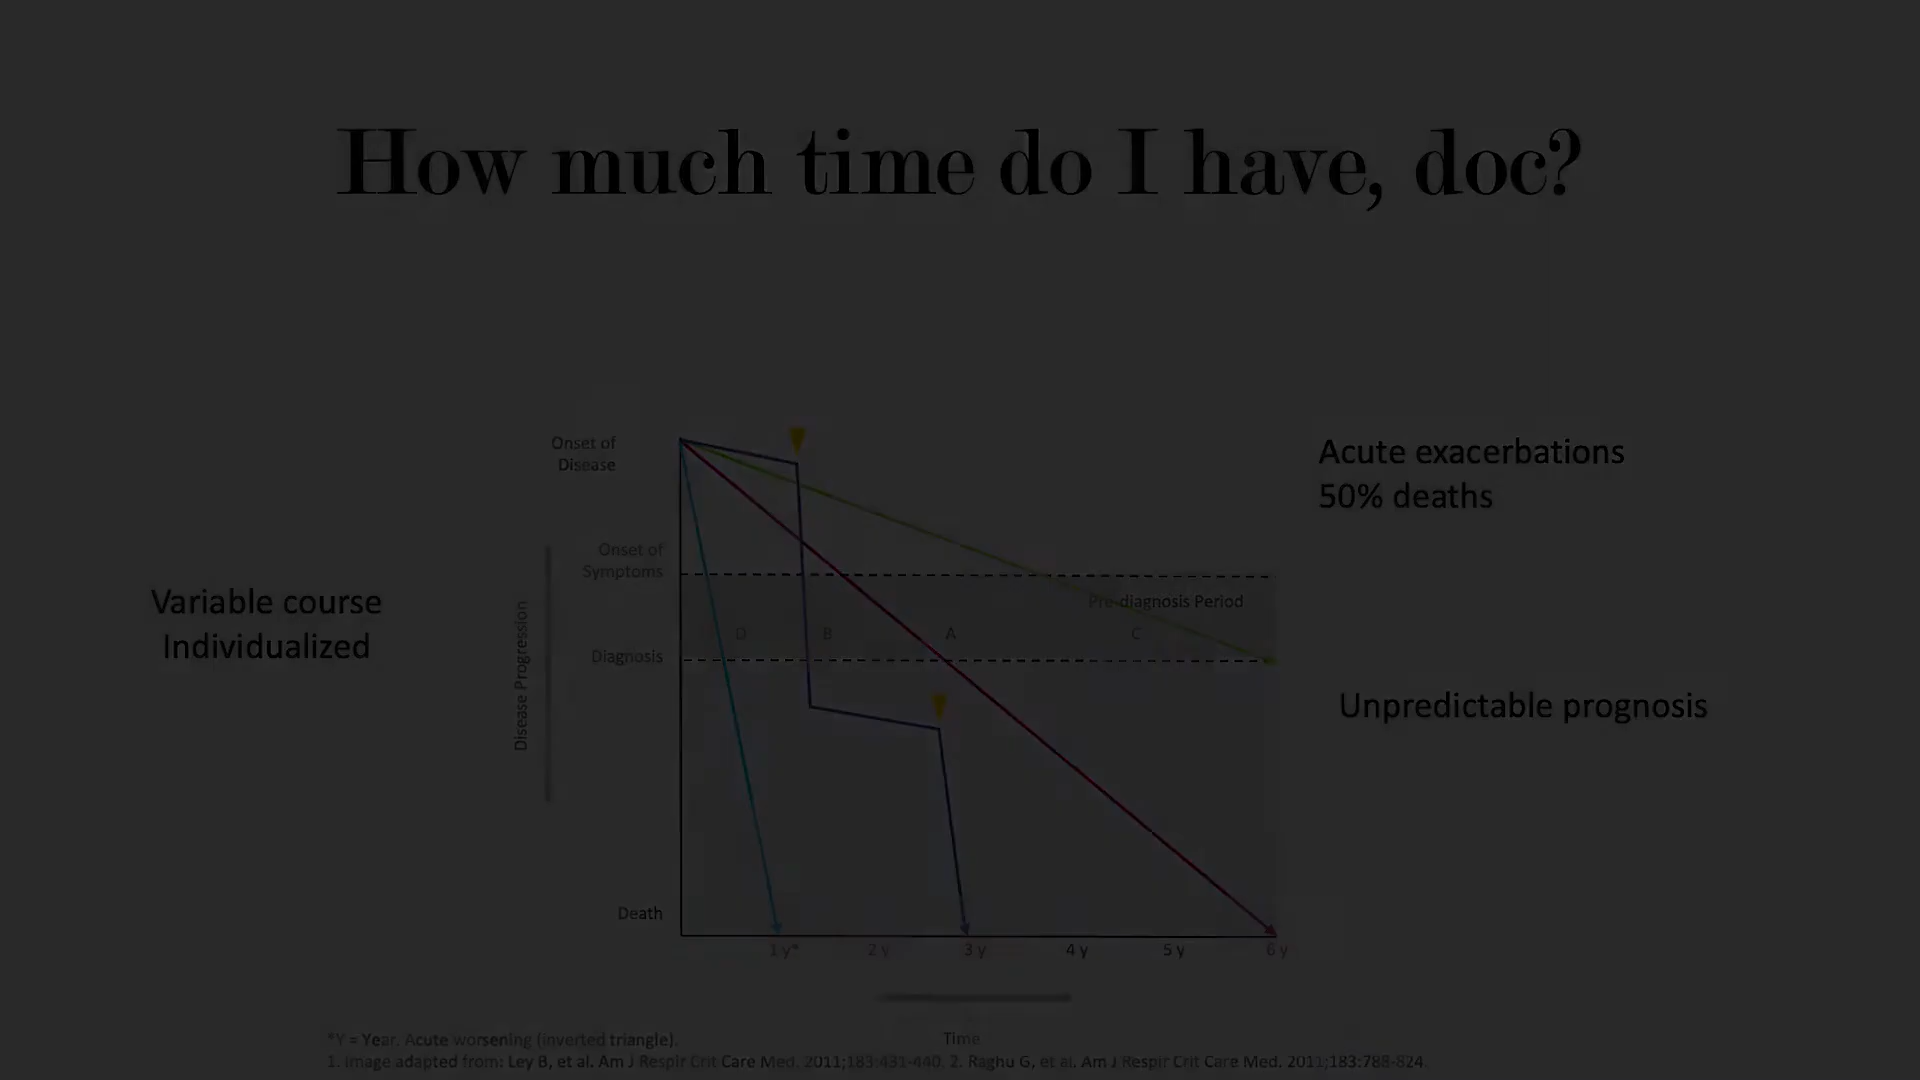 How much time do I have, doc?
Onset of
Disease
Acute exacerbations
50% deaths
Onset of
Symptoms
Variable course
Individualized
Pre-diagnosis Period
D
B
A
C
Diagnosis
Disease Progression
Unpredictable prognosis
Death
1 y*
2 y
3 y
4 y
5 y
6 y
Time
*Y = Year. Acute worsening (inverted triangle).
1. Image adapted from: Ley B, et al. Am J Respir Crit Care Med. 2011;183:431-440. 2. Raghu G, et al. Am J Respir Crit Care Med. 2011;183:788-824.